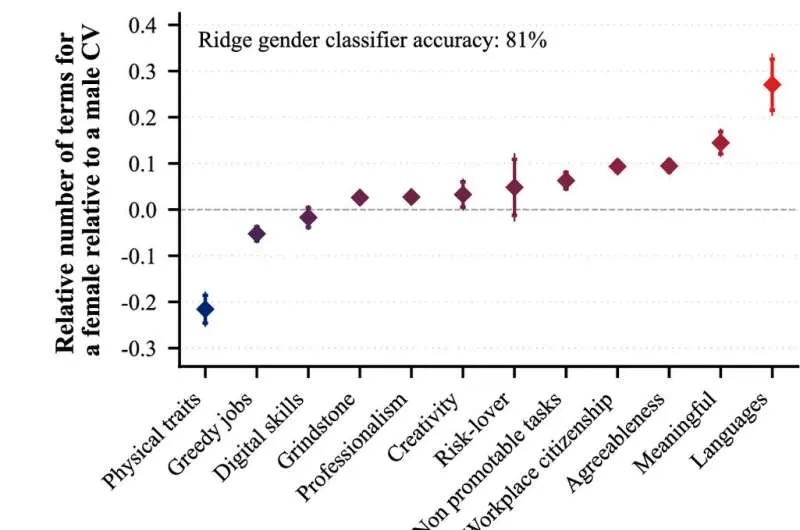 Ridge gender classifier accuracy: 81%
Relative number of terms for
a female relative to a male CV
0.4
0.3
0.2
0.1
0.0
-0.1
-0.2
-0.3
Physical traits
Greedy jobs
Digital skills
Grindstone
Professionalism
Creativity
Risk-lover
Non promotable tasks
Workplace citizenship
Agreeableness
Meaningful
Languages